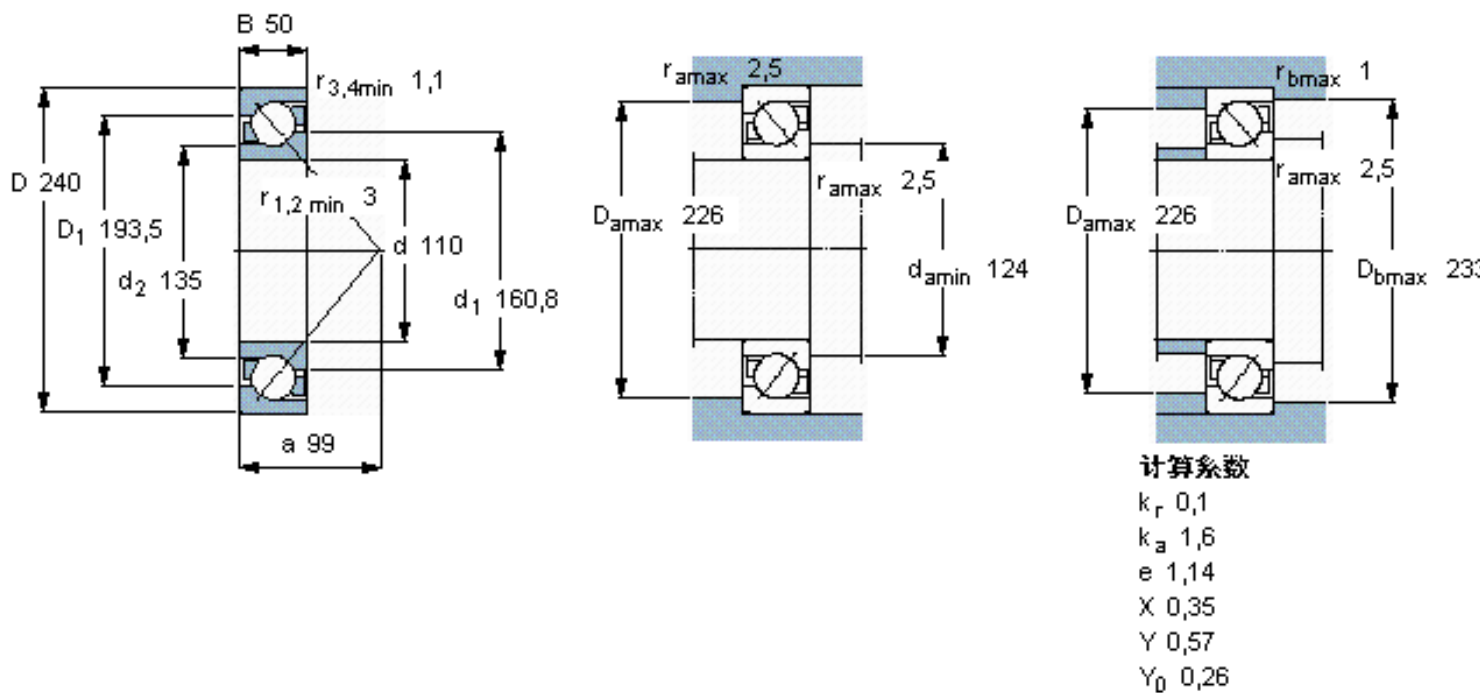 B 50
r3,4min 1,1
D 240
D1 193,5
d2 135
r1,2 min 3
d 110
d1 160,8
a 99
ramax 2,5
ramax 2,5
Damax 226
damin 124
rbmax 1
ramax 2,5
Damax 226
Dbmax 233
计算系数
kr 0,1
ka 1,6
e 1,14
X 0,35
Y 0,57
Y0 0,26